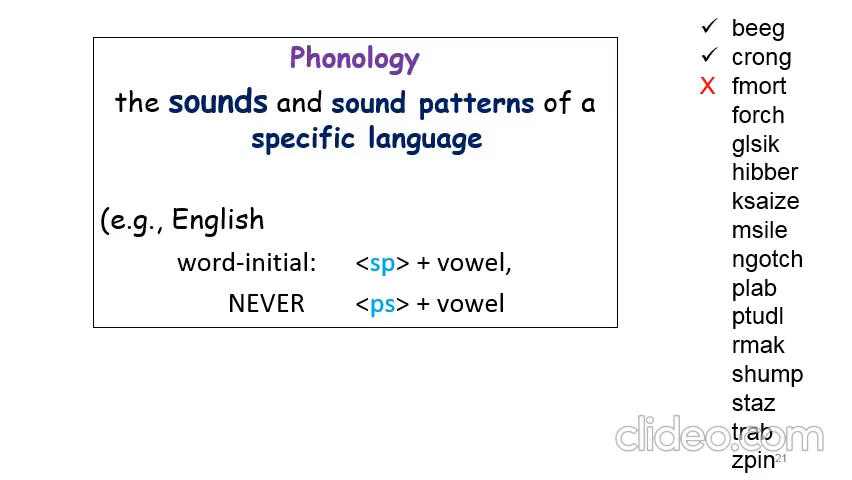 Phonology
the sounds and sound patterns of a
specific language
(e.g., English
word-initial: <sp> + vowel,
NEVER <ps> + vowel
✓ beeg
✓ crong
X fmort
forch
glsik
hibber
ksaize
msile
ngotch
plab
ptudl
rmak
shump
staz
trab
zpin
21
clideo.com